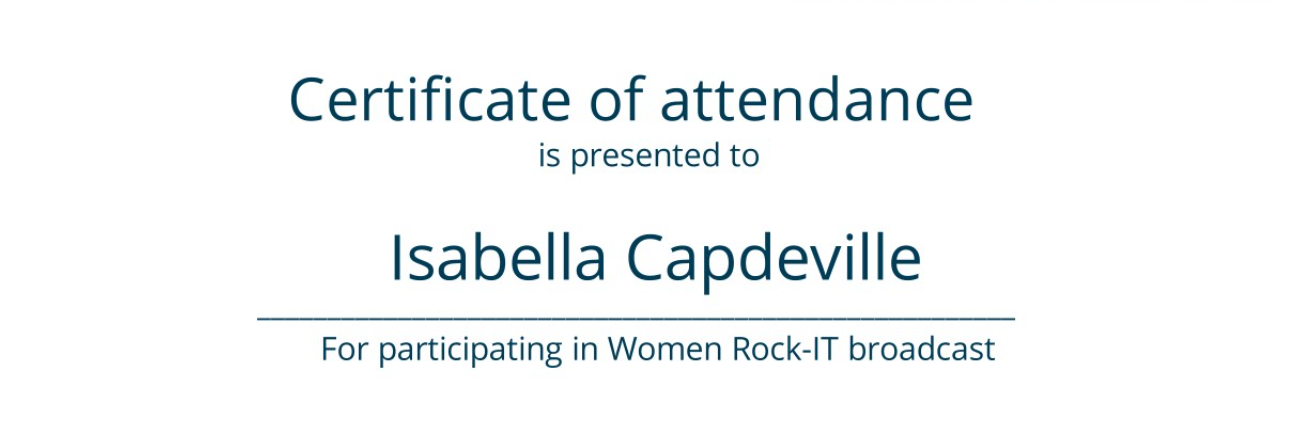 Certificate of attendance
is presented to
Isabella Capdeville
For participating in Women Rock-IT broadcast